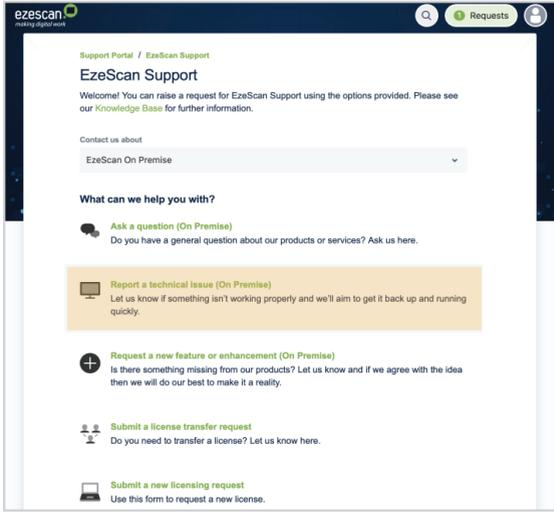 ezescan
making digital work
1 Requests
Support Portal / EzeScan Support
EzeScan Support
Welcome! You can raise a request for EzeScan Support using the options provided. Please see
our Knowledge Base for further information.
Contact us about
EzeScan On Premise
What can we help you with?
Ask a question (On Premise)
Do you have a general question about our products or services? Ask us here.
Report a technical issue (On Premise)
Let us know if something isn't working properly and we'll aim to get it back up and running
quickly.
Request a new feature or enhancement (On Premise)
Is there something missing from our products? Let us know and if we agree with the idea
then we will do our best to make it a reality.
Submit a license transfer request
Do you need to transfer a license? Let us know here.
Submit a new licensing request
Use this form to request a new license.